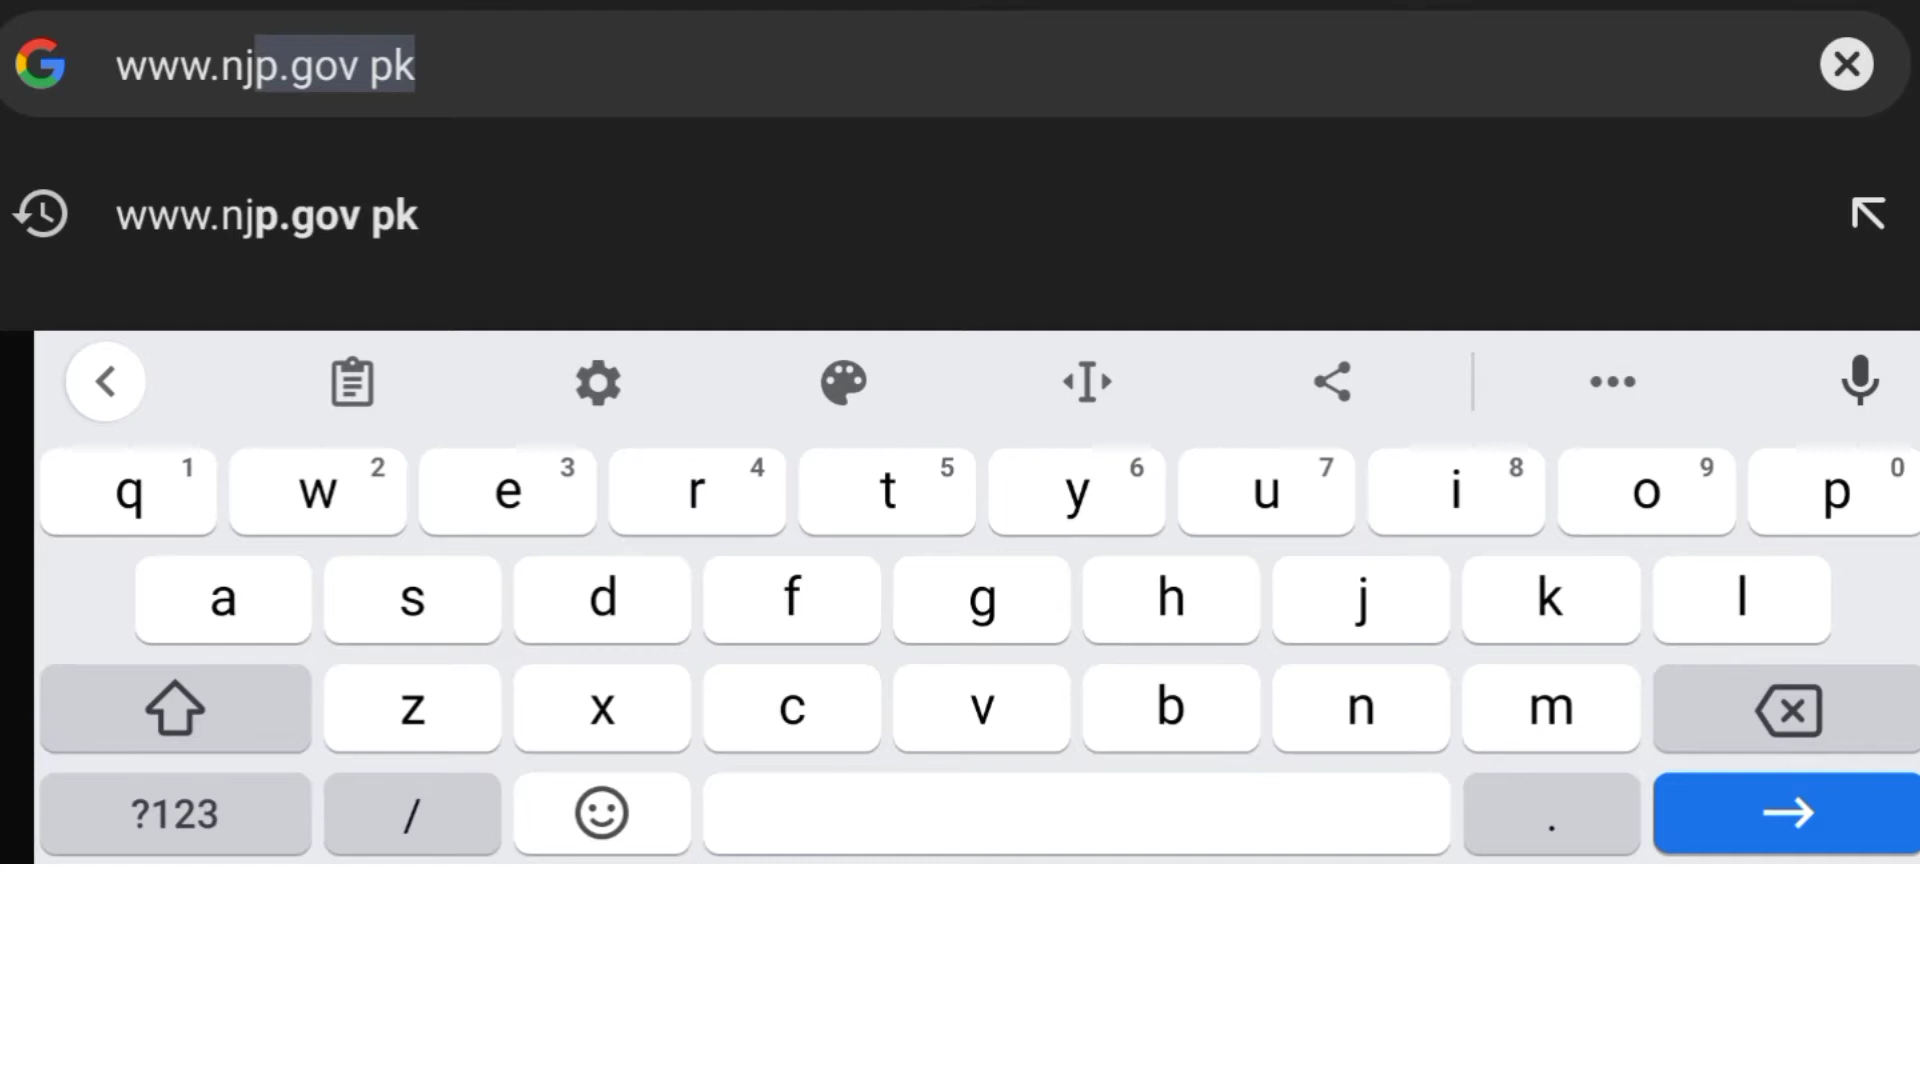 www.njp.gov pk
www.njp.gov pk
q 1 w 2 e 3 r 4 t 5 y 6 u 7 i 8 o 9 p 0
a s d f g h j k l
z x c v b n m
?123 / .